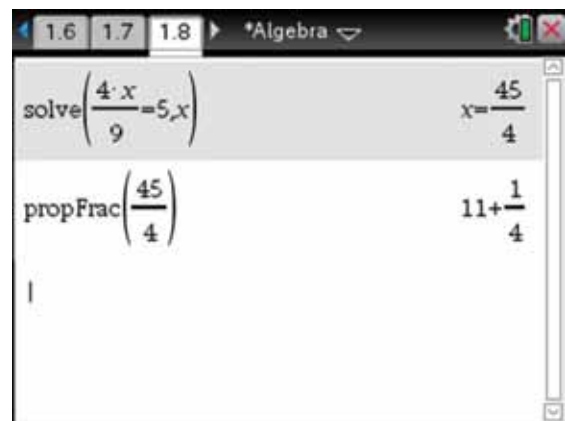 1.6 1.7 1.8 *Algebra
solve(4·x/9=5,x) x=45/4
propFrac(45/4) 11+1/4